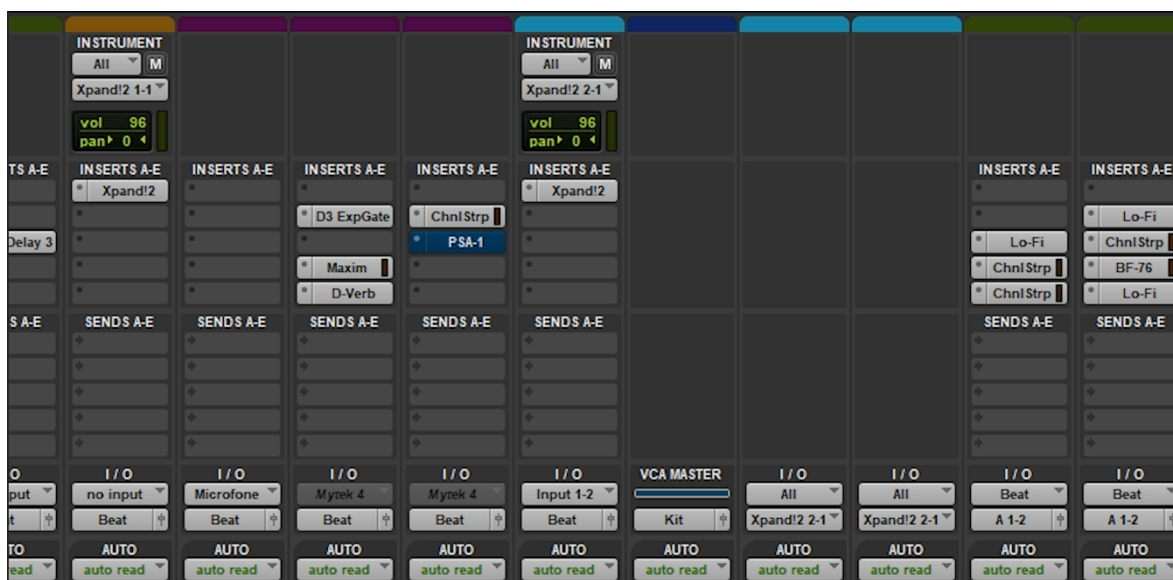 INSTRUMENT INSTRUMENT
All M All M
Xpand!2 1-1 Xpand!2 2-1
vol 96 vol 96
pan 0 pan 0
TS A-E INSERTS A-E INSERTS A-E INSERTS A-E INSERTS A-E INSERTS A-E INSERTS A-E INSERTS A-E
Xpand!2 Xpand!2
D3 ExpGate ChnlStrp Lo-Fi
Delay 3 PSA-1 Lo-Fi ChnlStrp
Maxim ChnlStrp BF-76
D-Verb ChnlStrp Lo-Fi
S A-E SENDS A-E SENDS A-E SENDS A-E SENDS A-E SENDS A-E SENDS A-E SENDS A-E
O I/O I/O I/O I/O I/O VCA MASTER I/O I/O I/O I/O
put no input Microfone Mytek 4 Mytek 4 Input 1-2 All All Beat Beat
t Beat Beat Beat Beat Beat Kit Xpand!2 2-1 Xpand!2 2-1 A 1-2 A 1-2
TO AUTO AUTO AUTO AUTO AUTO AUTO AUTO AUTO AUTO AUTO
read auto read auto read auto read auto read auto read auto read auto read auto read auto read auto read